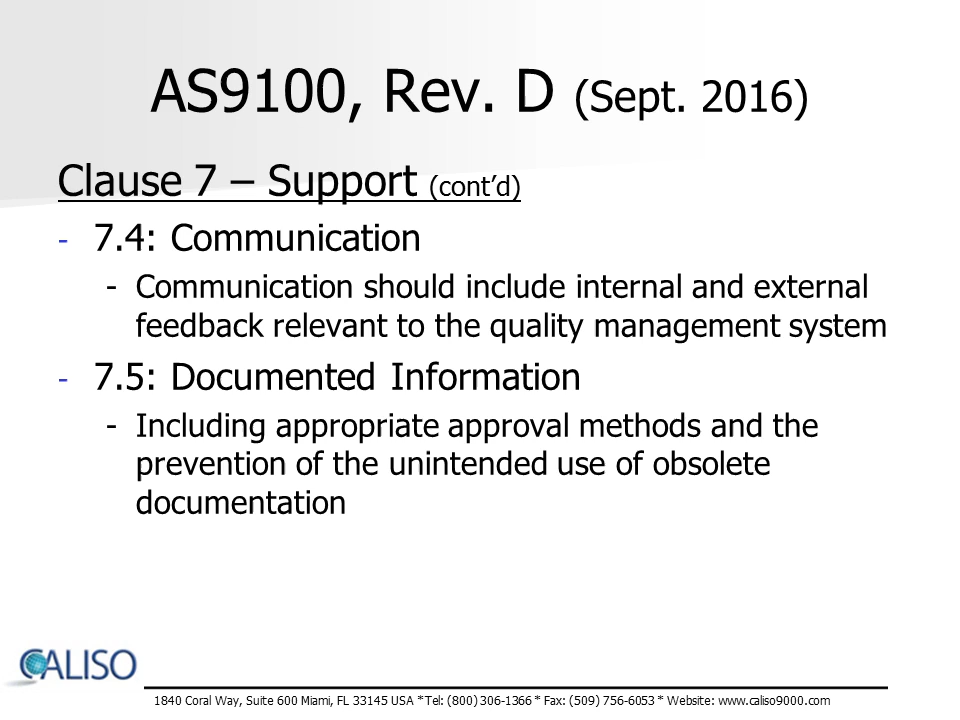 AS9100, Rev. D (Sept. 2016)
Clause 7 – Support (cont’d)
- 7.4: Communication
- Communication should include internal and external
feedback relevant to the quality management system
- 7.5: Documented Information
- Including appropriate approval methods and the
prevention of the unintended use of obsolete
documentation
CALISO
1840 Coral Way, Suite 600 Miami, FL 33145 USA *Tel: (800) 306-1366 * Fax: (509) 756-6053 * Website: www.caliso9000.com